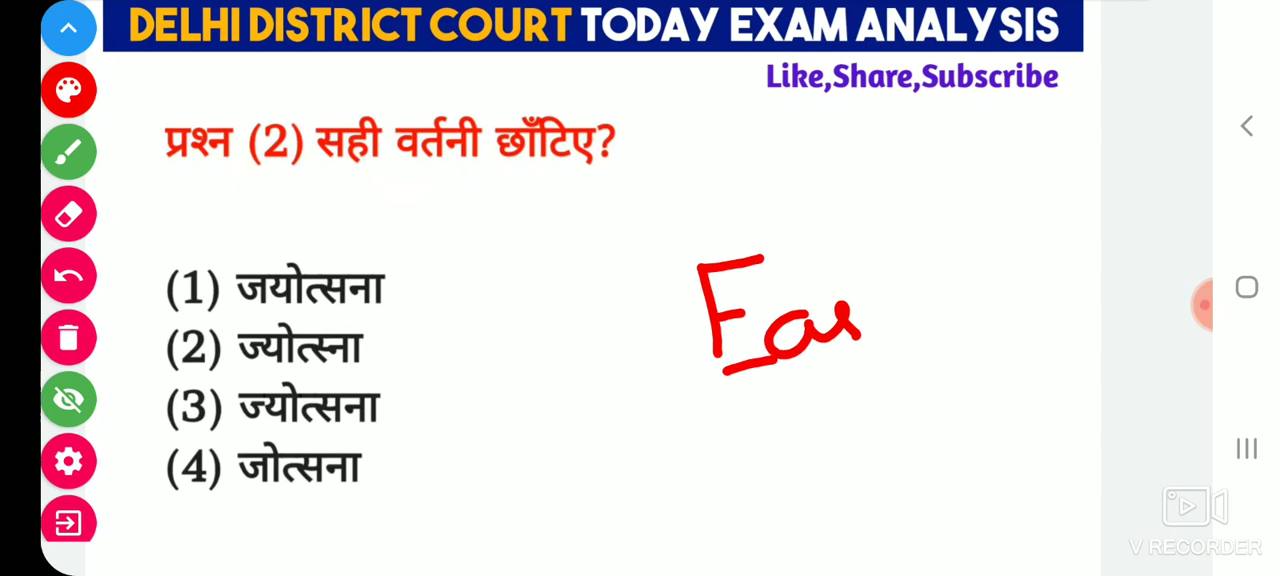 DELHI DISTRICT COURT TODAY EXAM ANALYSIS
Like,Share,Subscribe
प्रश्न (2) सही वर्तनी छाँटिए?
(1) जयोत्सना
(2) ज्योत्स्ना
(3) ज्योत्सना
(4) जोत्सना
Eas
V RECORDER